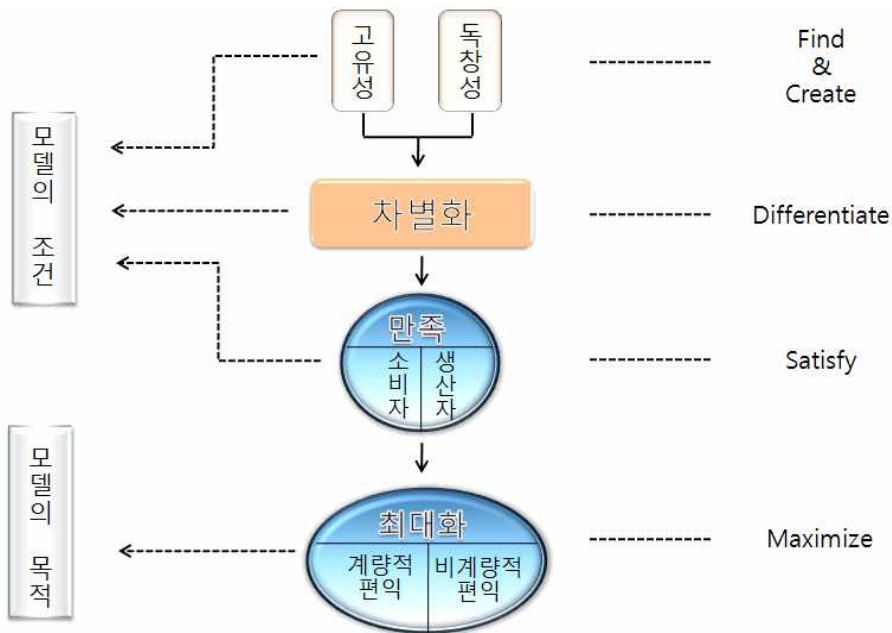 고유성
독창성
Find
&
Create
모델의 조건
차별화
Differentiate
만족
소비자
생산자
Satisfy
모델의 목적
최대화
계량적
편익
비계량적
편익
Maximize